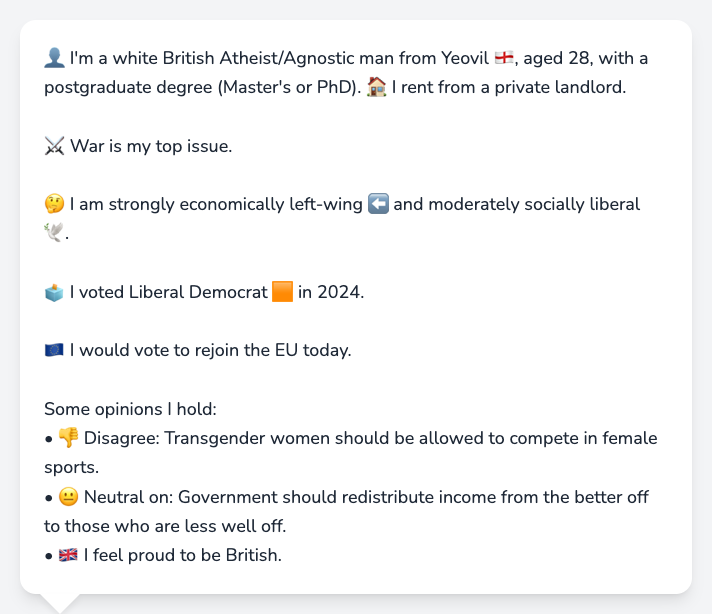 👤 I'm a white British Atheist/Agnostic man from Yeovil 🏴󠁧󠁢󠁥󠁮󠁧󠁿, aged 28, with a
postgraduate degree (Master's or PhD). 🏠 I rent from a private landlord.
⚔️ War is my top issue.
🤔 I am strongly economically left-wing ⬅️ and moderately socially liberal
🕊️.
🗳️ I voted Liberal Democrat 🟧 in 2024.
🇪🇺 I would vote to rejoin the EU today.
Some opinions I hold:
• 👎 Disagree: Transgender women should be allowed to compete in female
sports.
• 😐 Neutral on: Government should redistribute income from the better off
to those who are less well off.
• 🇬🇧 I feel proud to be British.